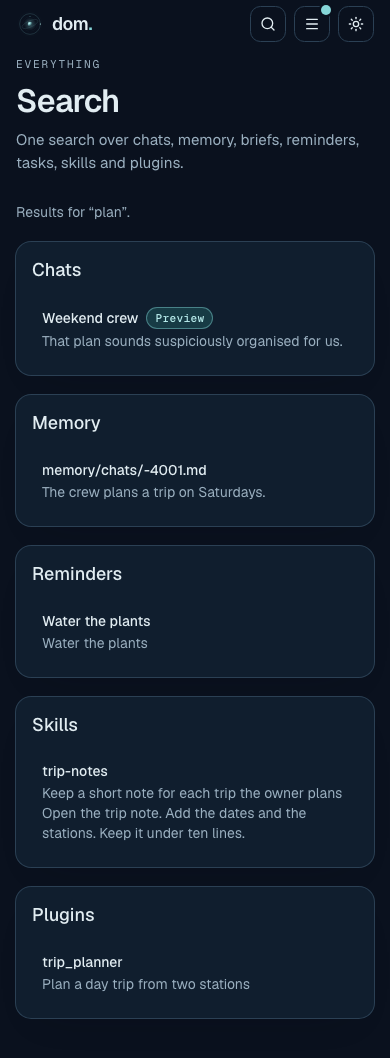 dom.
EVERYTHING
Search
One search over chats, memory, briefs, reminders,
tasks, skills and plugins.
Results for “plan”.
Chats
Weekend crew Preview
That plan sounds suspiciously organised for us.
Memory
memory/chats/-4001.md
The crew plans a trip on Saturdays.
Reminders
Water the plants
Water the plants
Skills
trip-notes
Keep a short note for each trip the owner plans
Open the trip note. Add the dates and the
stations. Keep it under ten lines.
Plugins
trip_planner
Plan a day trip from two stations